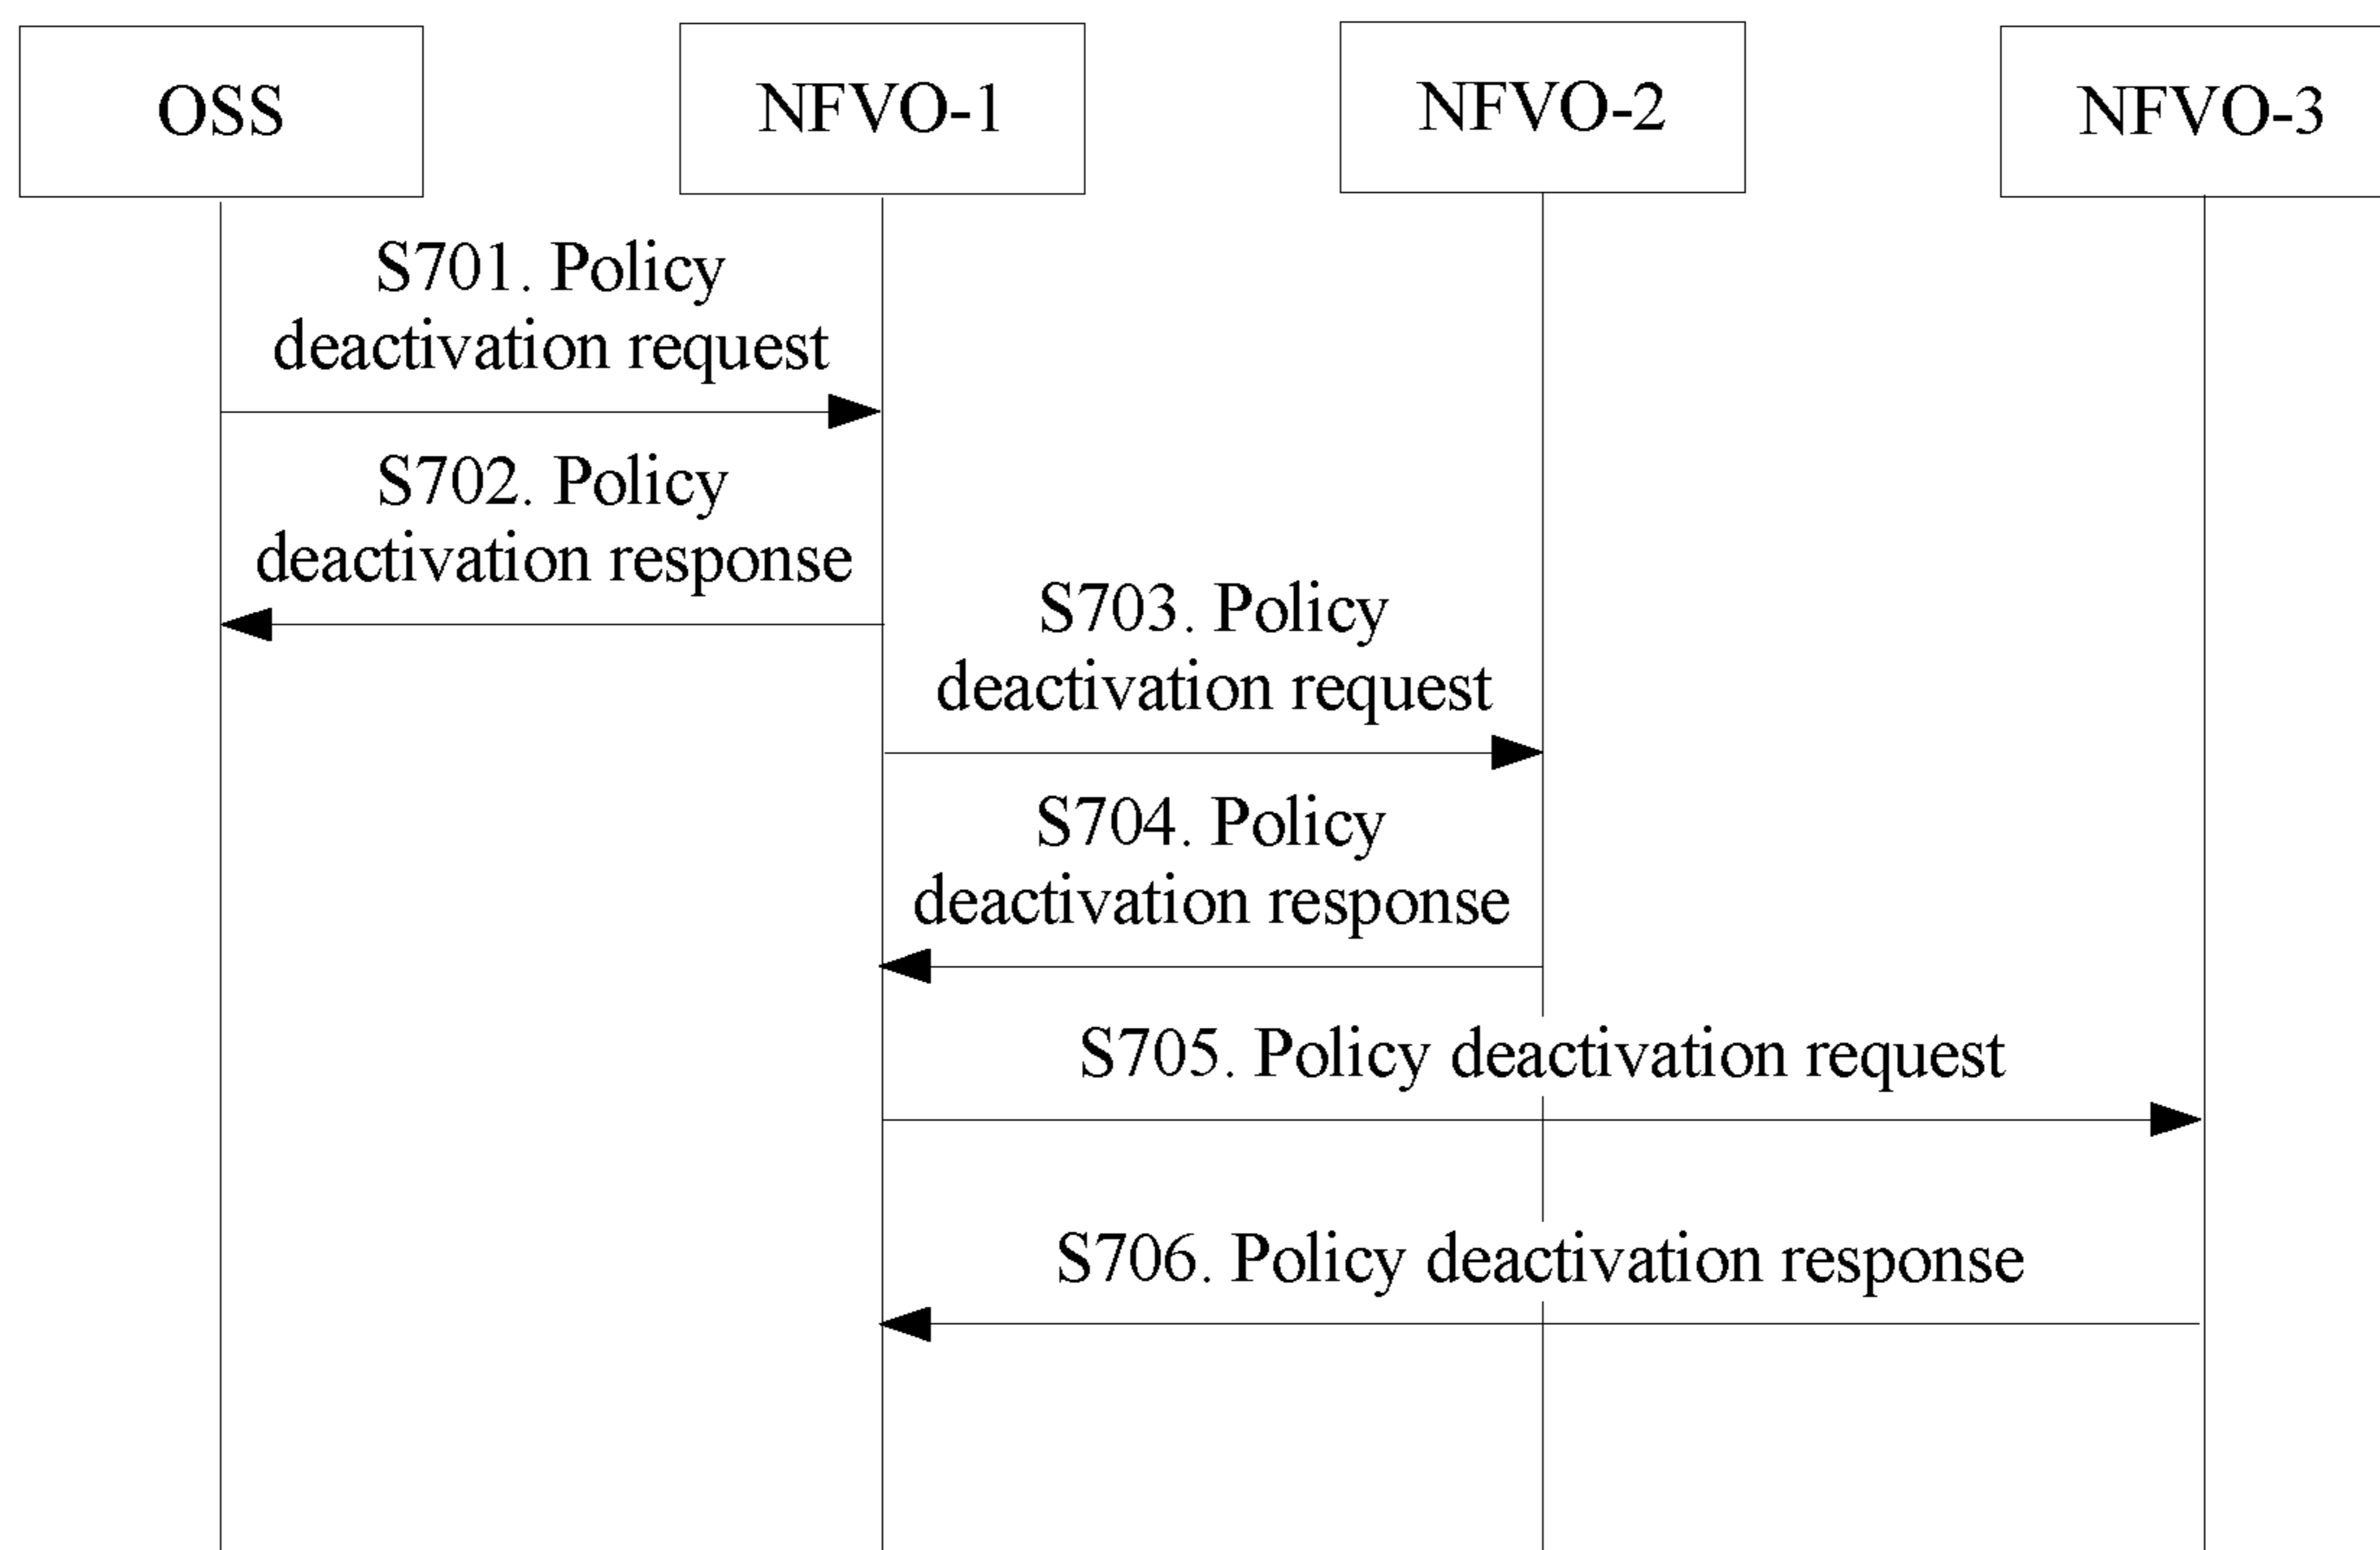 OSS
NFVO-1
NFVO-2
NFVO-3
S701. Policy
deactivation request
S702. Policy
deactivation response
S703. Policy
deactivation request
S704. Policy
deactivation response
S705. Policy deactivation request
S706. Policy deactivation response